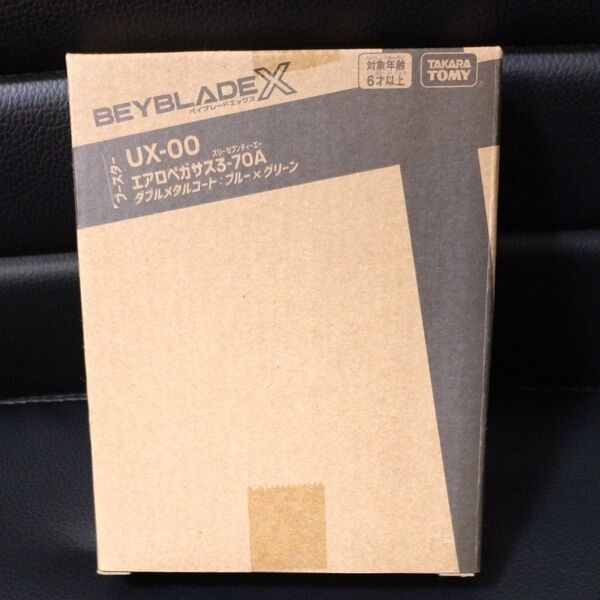 BEYBLADE X
ベイブレードエックス
対象年齢
6才以上
TAKARA
TOMY
ブースター
UX-00
スリーセブンティーエー
エアロペガサス3-70A
ダブルメタルコート:ブルー×グリーン